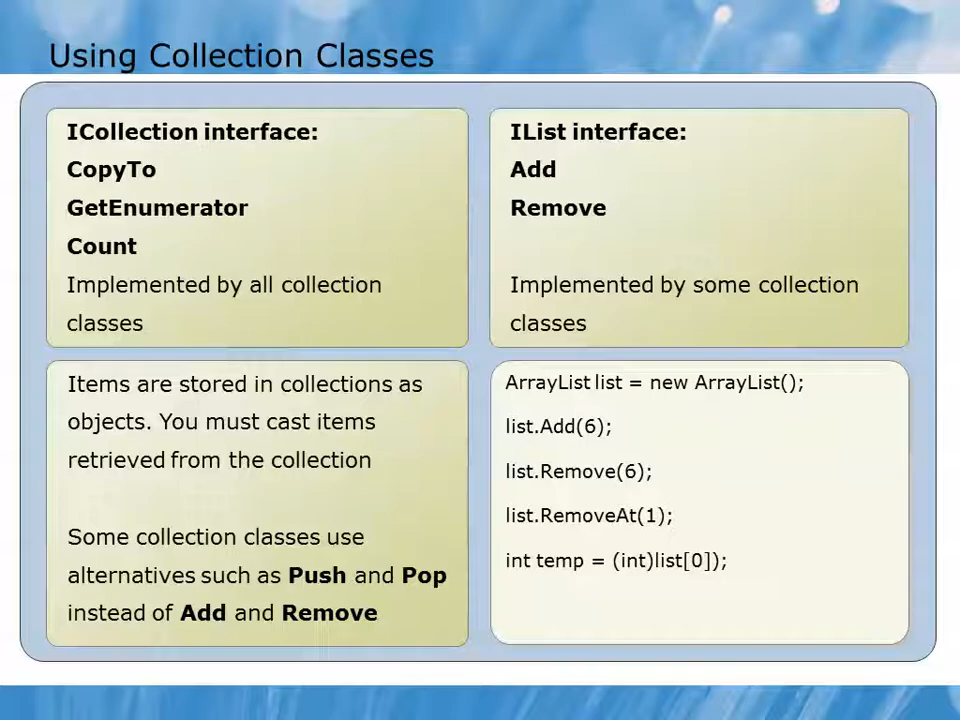 Using Collection Classes
ICollection interface:
CopyTo
GetEnumerator
Count
Implemented by all collection
classes
IList interface:
Add
Remove
Implemented by some collection
classes
Items are stored in collections as
objects. You must cast items
retrieved from the collection
Some collection classes use
alternatives such as Push and Pop
instead of Add and Remove
ArrayList list = new ArrayList();
list.Add(6);
list.Remove(6);
list.RemoveAt(1);
int temp = (int)list[0]);